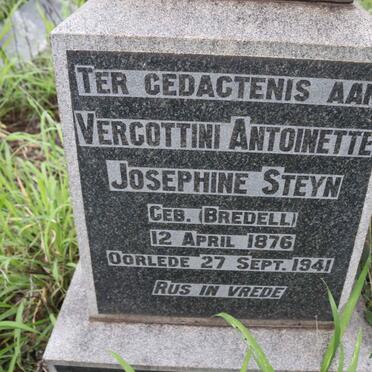 TER GEDACTENIS AAN
VERGOTTINI ANTOINETTE
JOSEPHINE STEYN
GEB. (BREDELL)
12 APRIL 1876
OORLEDE 27 SEPT. 1941
RUS IN VREDE